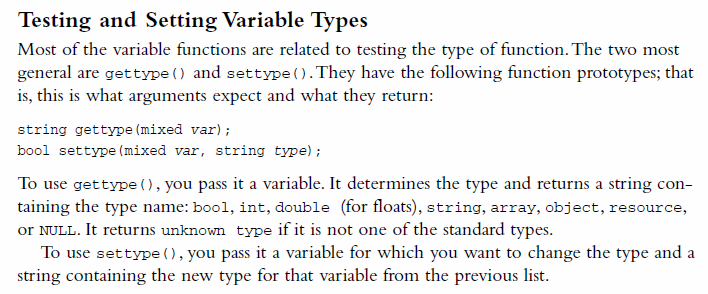 Testing and Setting Variable Types
Most of the variable functions are related to testing the type of function. The two most
general are gettype() and settype(). They have the following function prototypes; that
is, this is what arguments expect and what they return:
string gettype(mixed var);
bool settype(mixed var, string type);
To use gettype(), you pass it a variable. It determines the type and returns a string con-
taining the type name: bool, int, double (for floats), string, array, object, resource,
or NULL. It returns unknown type if it is not one of the standard types.
To use settype(), you pass it a variable for which you want to change the type and a
string containing the new type for that variable from the previous list.